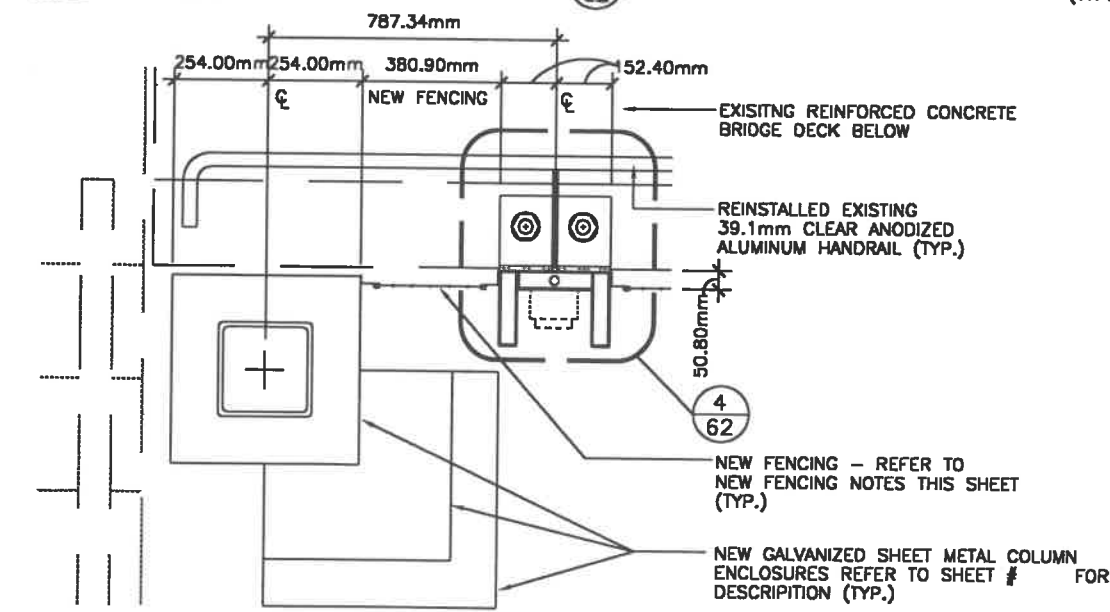 787.34mm
254.00mm 254.00mm 380.90mm 152.40mm
℄ NEW FENCING ℄
EXISITNG REINFORCED CONCRETE
BRIDGE DECK BELOW
REINSTALLED EXISTING
39.1mm CLEAR ANODIZED
ALUMINUM HANDRAIL (TYP.)
50.80mm
4
62
NEW FENCING – REFER TO
NEW FENCING NOTES THIS SHEET
(TYP.)
NEW GALVANIZED SHEET METAL COLUMN
ENCLOSURES REFER TO SHEET # FOR
DESCRIPITION (TYP.)